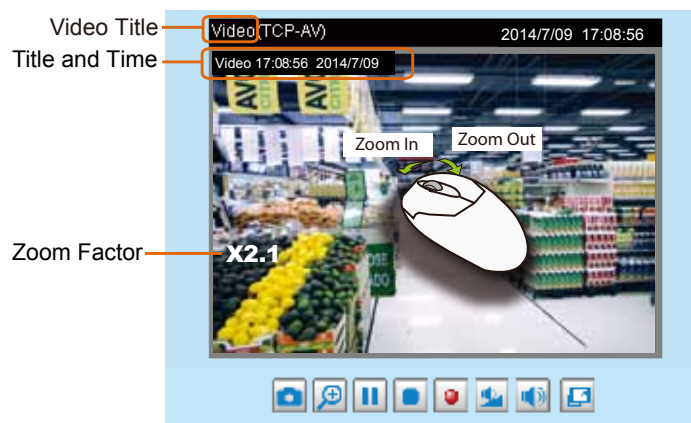 Video Title
Video(TCP-AV) 2014/7/09 17:08:56
Title and Time
Video 17:08:56 2014/7/09
Zoom In
Zoom Out
Zoom Factor
X2.1